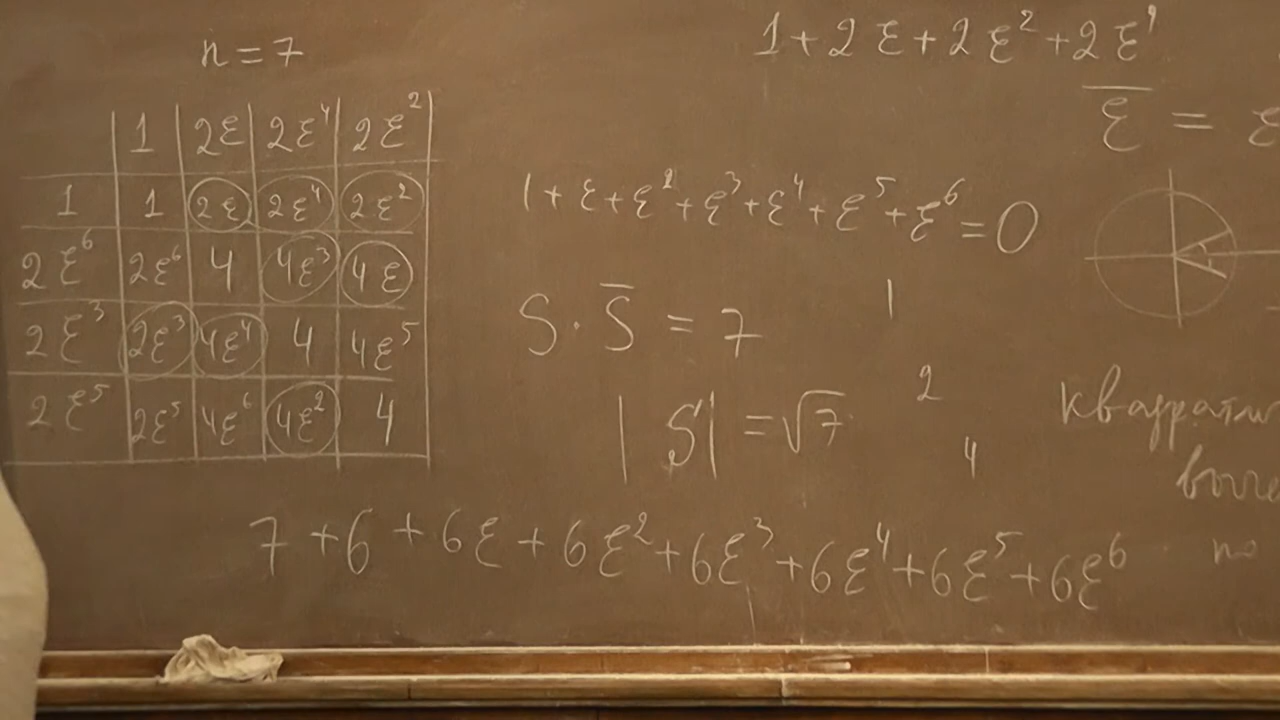 n = 7
1 + 2ε + 2ε² + 2ε⁴
ε̅ = ε
1 2ε 2ε⁴ 2ε²
1 1 2ε 2ε⁴ 2ε²
2ε⁶ 2ε⁶ 4 4ε³ 4ε
2ε³ 2ε³ 4ε⁴ 4 4ε⁵
2ε⁵ 2ε⁵ 4ε⁶ 4ε² 4
1 + ε + ε² + ε³ + ε⁴ + ε⁵ + ε⁶ = 0
S · S̅ = 7
|S| = √7
1
2
4
по
7 + 6 + 6ε + 6ε² + 6ε³ + 6ε⁴ + 6ε⁵ + 6ε⁶